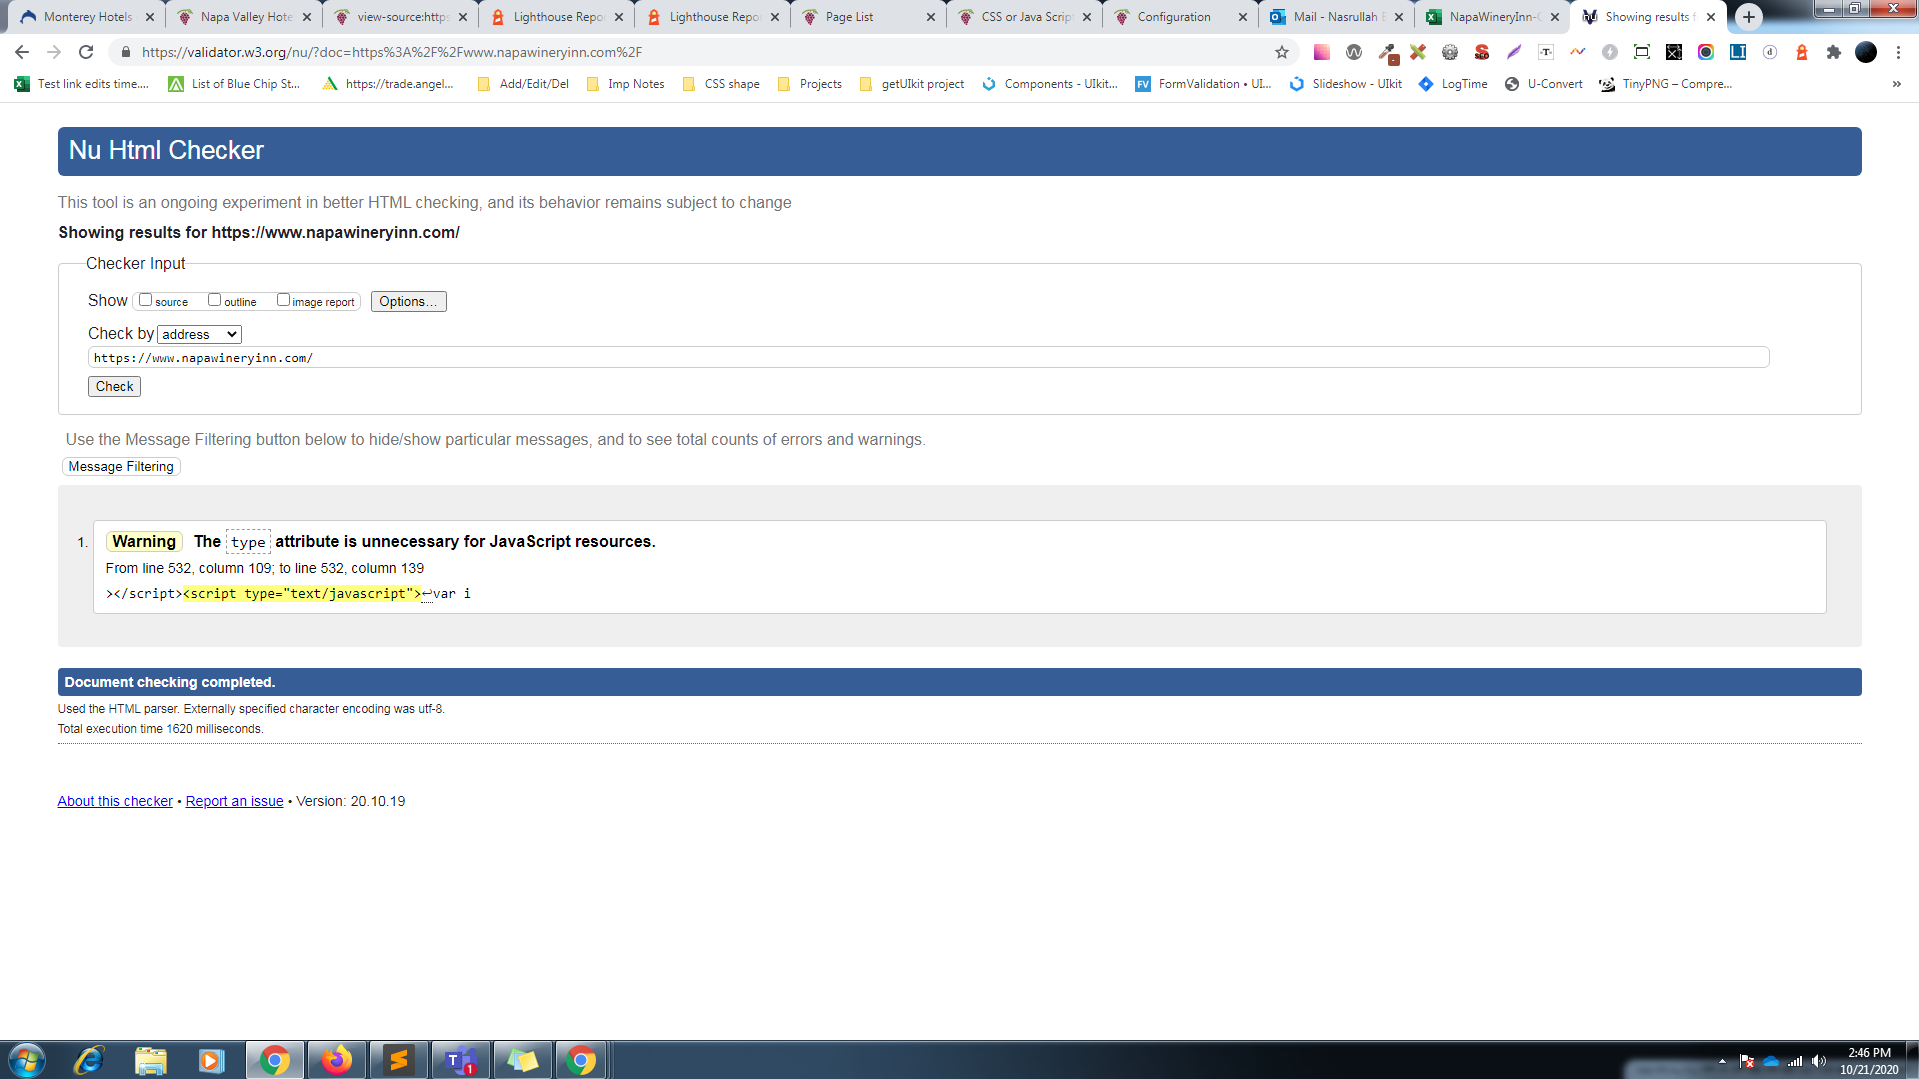 Monterey Hotels
Napa Valley Hote
view-source:https
Lighthouse Repo
Lighthouse Repo
Page List
CSS or Java Script
Configuration
Mail - Nasrullah
NapaWineryInn-
Showing results f
https://validator.w3.org/nu/?doc=https%3A%2F%2Fwww.napawineryinn.com%2F
Test link edits time....
List of Blue Chip St...
https://trade.angel...
Add/Edit/Del
Imp Notes
CSS shape
Projects
getUIkit project
Components - UIkit...
FormValidation • UI...
Slideshow - UIkit
LogTime
U-Convert
TinyPNG – Compre...
»
Nu Html Checker
This tool is an ongoing experiment in better HTML checking, and its behavior remains subject to change
Showing results for https://www.napawineryinn.com/
Checker Input
Show source outline image report Options...
Check by address
https://www.napawineryinn.com/
Check
Use the Message Filtering button below to hide/show particular messages, and to see total counts of errors and warnings.
Message Filtering
1. Warning The type attribute is unnecessary for JavaScript resources.
From line 532, column 109; to line 532, column 139
></script><script type="text/javascript">↩var i
Document checking completed.
Used the HTML parser. Externally specified character encoding was utf-8.
Total execution time 1620 milliseconds.
About this checker • Report an issue • Version: 20.10.19
2:46 PM
10/21/2020